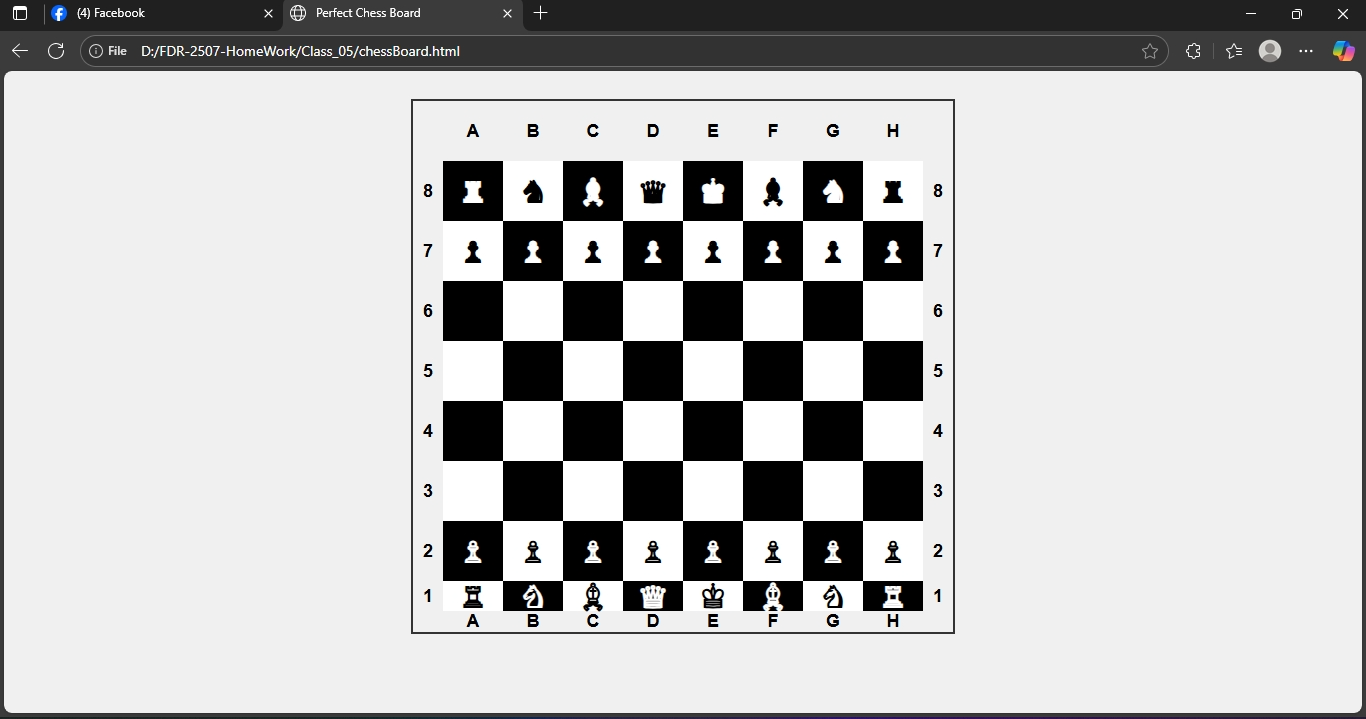 (4) Facebook
Perfect Chess Board
File D:/FDR-2507-HomeWork/Class_05/chessBoard.html
A B C D E F G H
8 8
7 7
6 6
5 5
4 4
3 3
2 2
1 1
A B C D E F G H